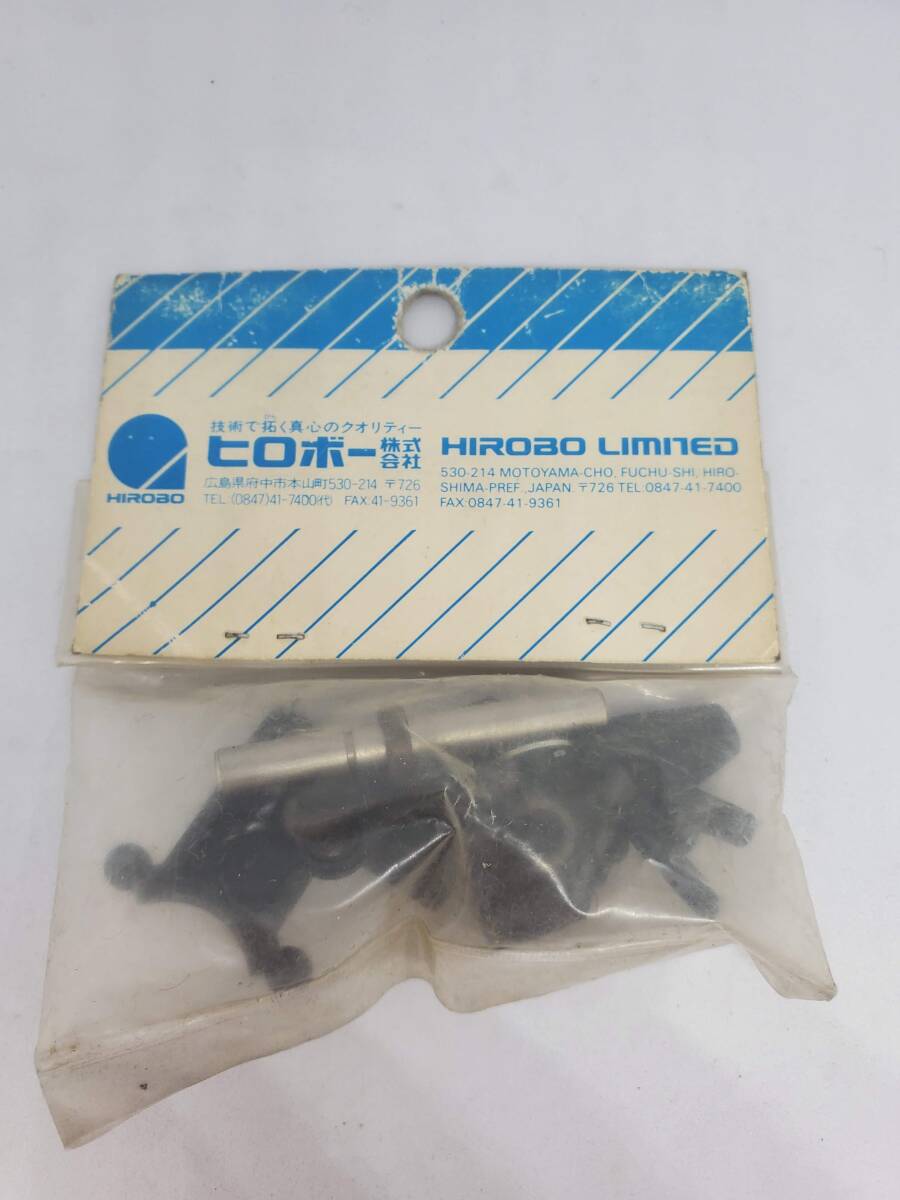 技術で拓く真心のクオリティー
ヒロボー株式会社
広島県府中市本山町530-214 〒726
TEL.(0847)41-7400㈹ FAX.41-9361
HIROBO
HIROBO LIMITED
530-214 MOTOYAMA-CHO, FUCHU-SHI, HIRO-
SHIMA-PREF., JAPAN. 〒726 TEL:0847-41-7400
FAX:0847-41-9361